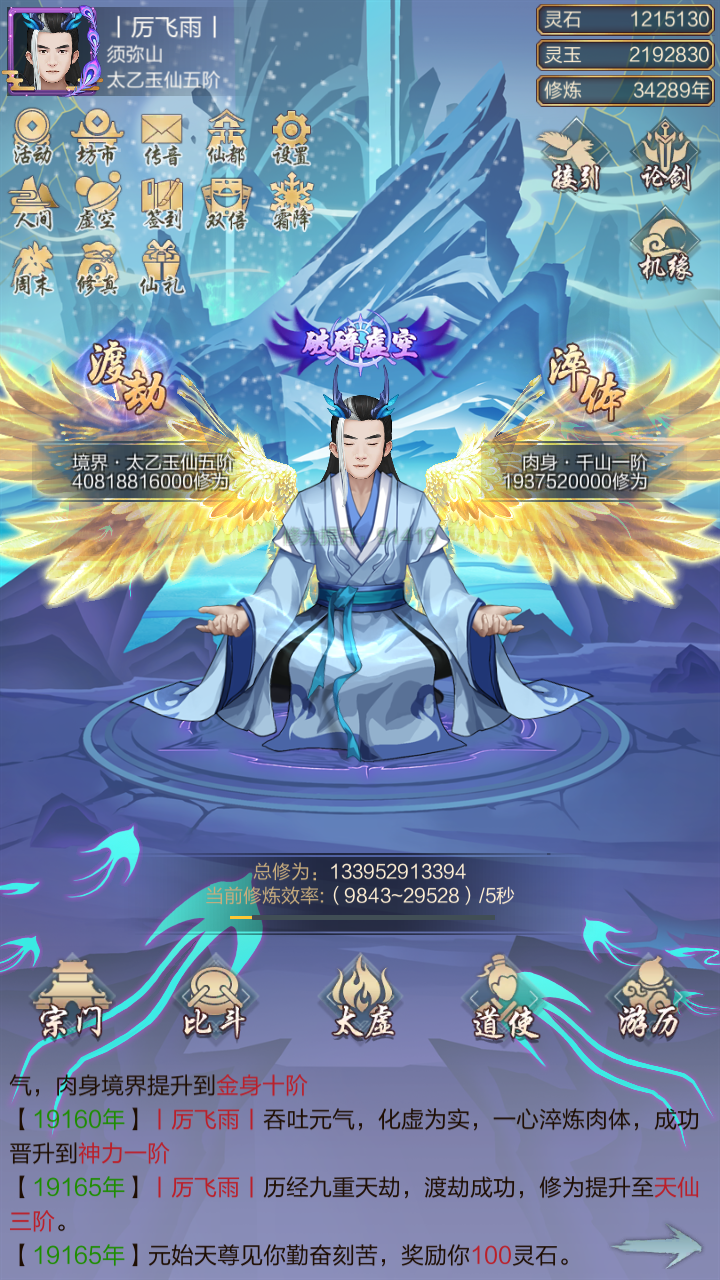 丨厉飞雨丨
须弥山
太乙玉仙五阶
灵石 1215130
灵玉 2192830
修炼 34289年
活动 坊市 传音 仙都 设置
接引 论剑
人间 虚空 签到 双倍 霜降
机缘
周末 修真 仙礼
破碎虚空
渡劫
淬体
境界·太乙玉仙五阶
40818816000修为
肉身·千山一阶
1937520000修为
总修为：133952913394
当前修炼效率:（9843~29528）/5秒
宗门 比斗 太虚 道使 游历
气，肉身境界提升到金身十阶
【19160年】丨厉飞雨丨吞吐元气，化虚为实，一心淬炼肉体，成功
晋升到神力一阶
【19165年】丨厉飞雨丨历经九重天劫，渡劫成功，修为提升至天仙
三阶。
【19165年】元始天尊见你勤奋刻苦，奖励你100灵石。